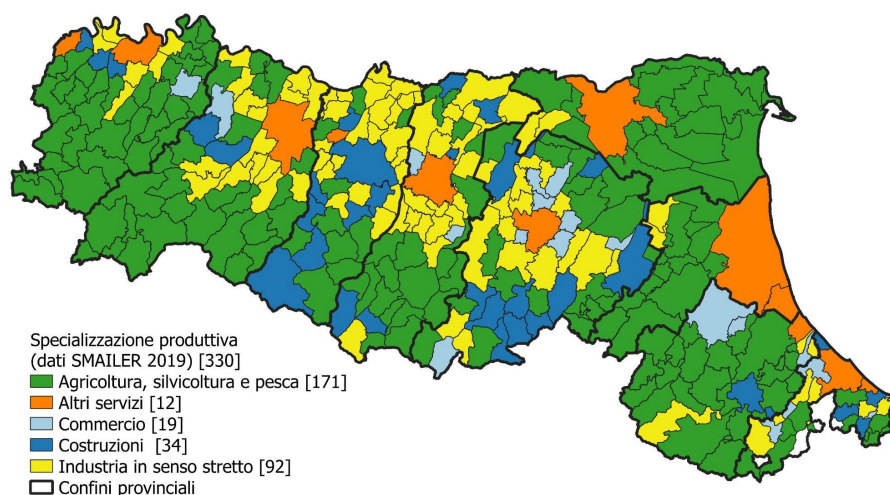 Specializzazione produttiva
(dati SMAILER 2019) [330]
Agricoltura, silvicoltura e pesca [171]
Altri servizi [12]
Commercio [19]
Costruzioni [34]
Industria in senso stretto [92]
Confini provinciali